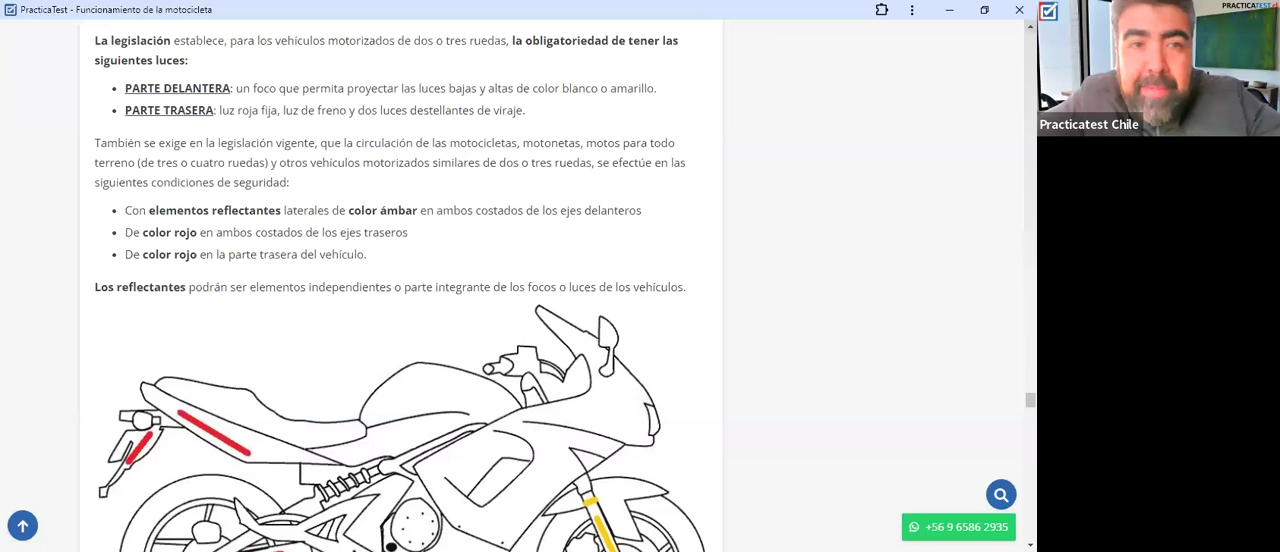 PracticaTest - Funcionamiento de la motocicleta
La legislación establece, para los vehículos motorizados de dos o tres ruedas, la obligatoriedad de tener las
siguientes luces:
• PARTE DELANTERA: un foco que permita proyectar las luces bajas y altas de color blanco o amarillo.
• PARTE TRASERA: luz roja fija, luz de freno y dos luces destellantes de viraje.
También se exige en la legislación vigente, que la circulación de las motocicletas, motonetas, motos para todo
terreno (de tres o cuatro ruedas) y otros vehículos motorizados similares de dos o tres ruedas, se efectúe en las
siguientes condiciones de seguridad:
• Con elementos reflectantes laterales de color ámbar en ambos costados de los ejes delanteros
• De color rojo en ambos costados de los ejes traseros
• De color rojo en la parte trasera del vehículo.
Los reflectantes podrán ser elementos independientes o parte integrante de los focos o luces de los vehículos.
+56 9 6586 2935
PRACTICATEST.cl
Practicatest Chile